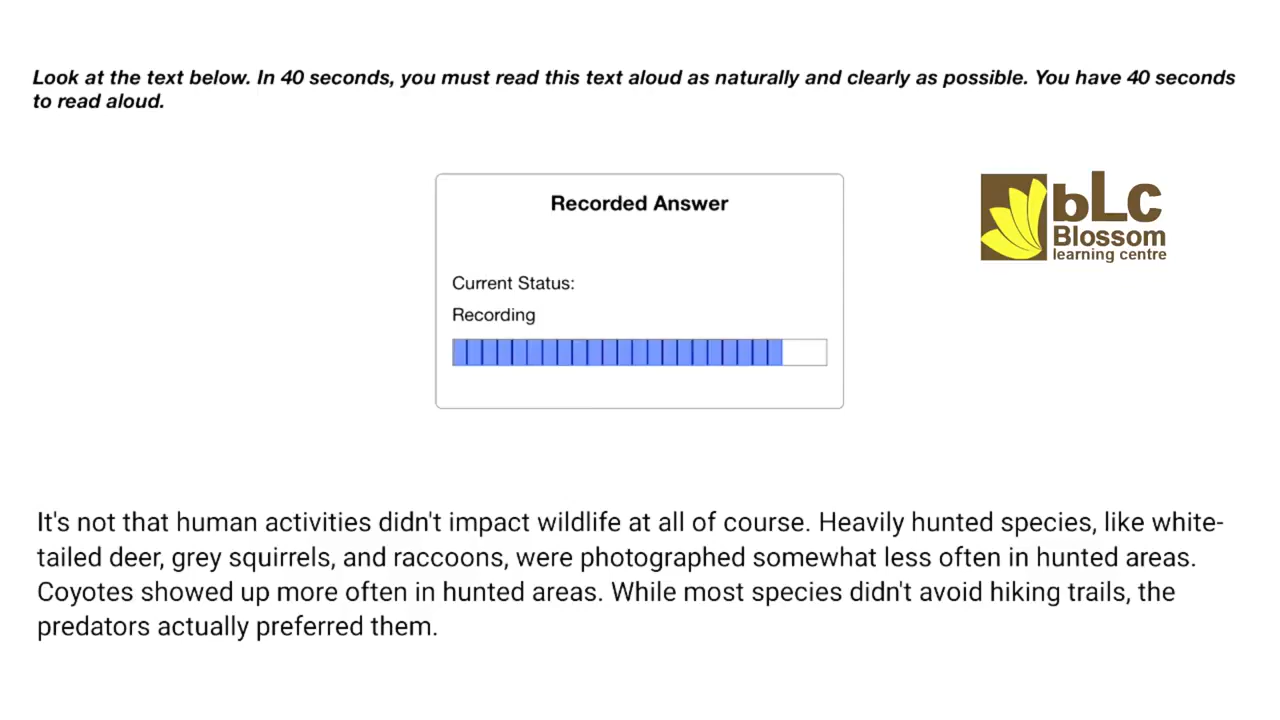 Look at the text below. In 40 seconds, you must read this text aloud as naturally and clearly as possible. You have 40 seconds
to read aloud.
Recorded Answer
bLc
Blossom
learning centre
Current Status:
Recording
It's not that human activities didn't impact wildlife at all of course. Heavily hunted species, like white-
tailed deer, grey squirrels, and raccoons, were photographed somewhat less often in hunted areas.
Coyotes showed up more often in hunted areas. While most species didn't avoid hiking trails, the
predators actually preferred them.